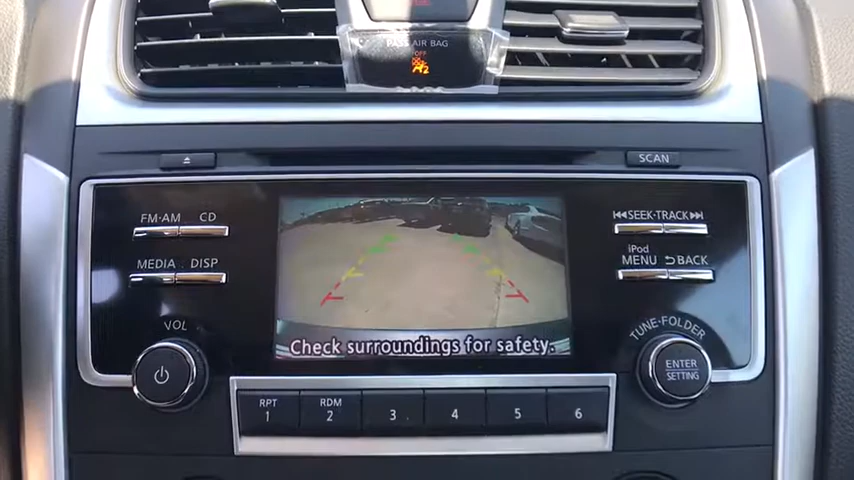 PASS AIR BAG
OFF
2
SCAN
FM·AM CD
SEEK·TRACK
MEDIA DISP
iPod
MENU BACK
VOL
TUNE·FOLDER
ENTER
SETTING
Check surroundings for safety.
RPT RDM
1 2 3 4 5 6